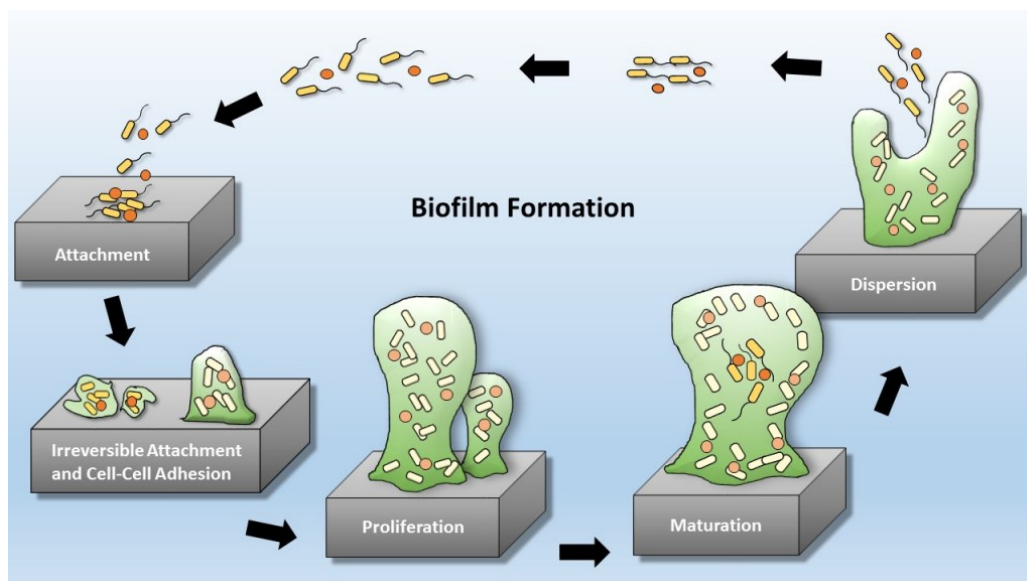 Biofilm Formation
Attachment
Irreversible Attachment
and Cell-Cell Adhesion
Proliferation
Maturation
Dispersion